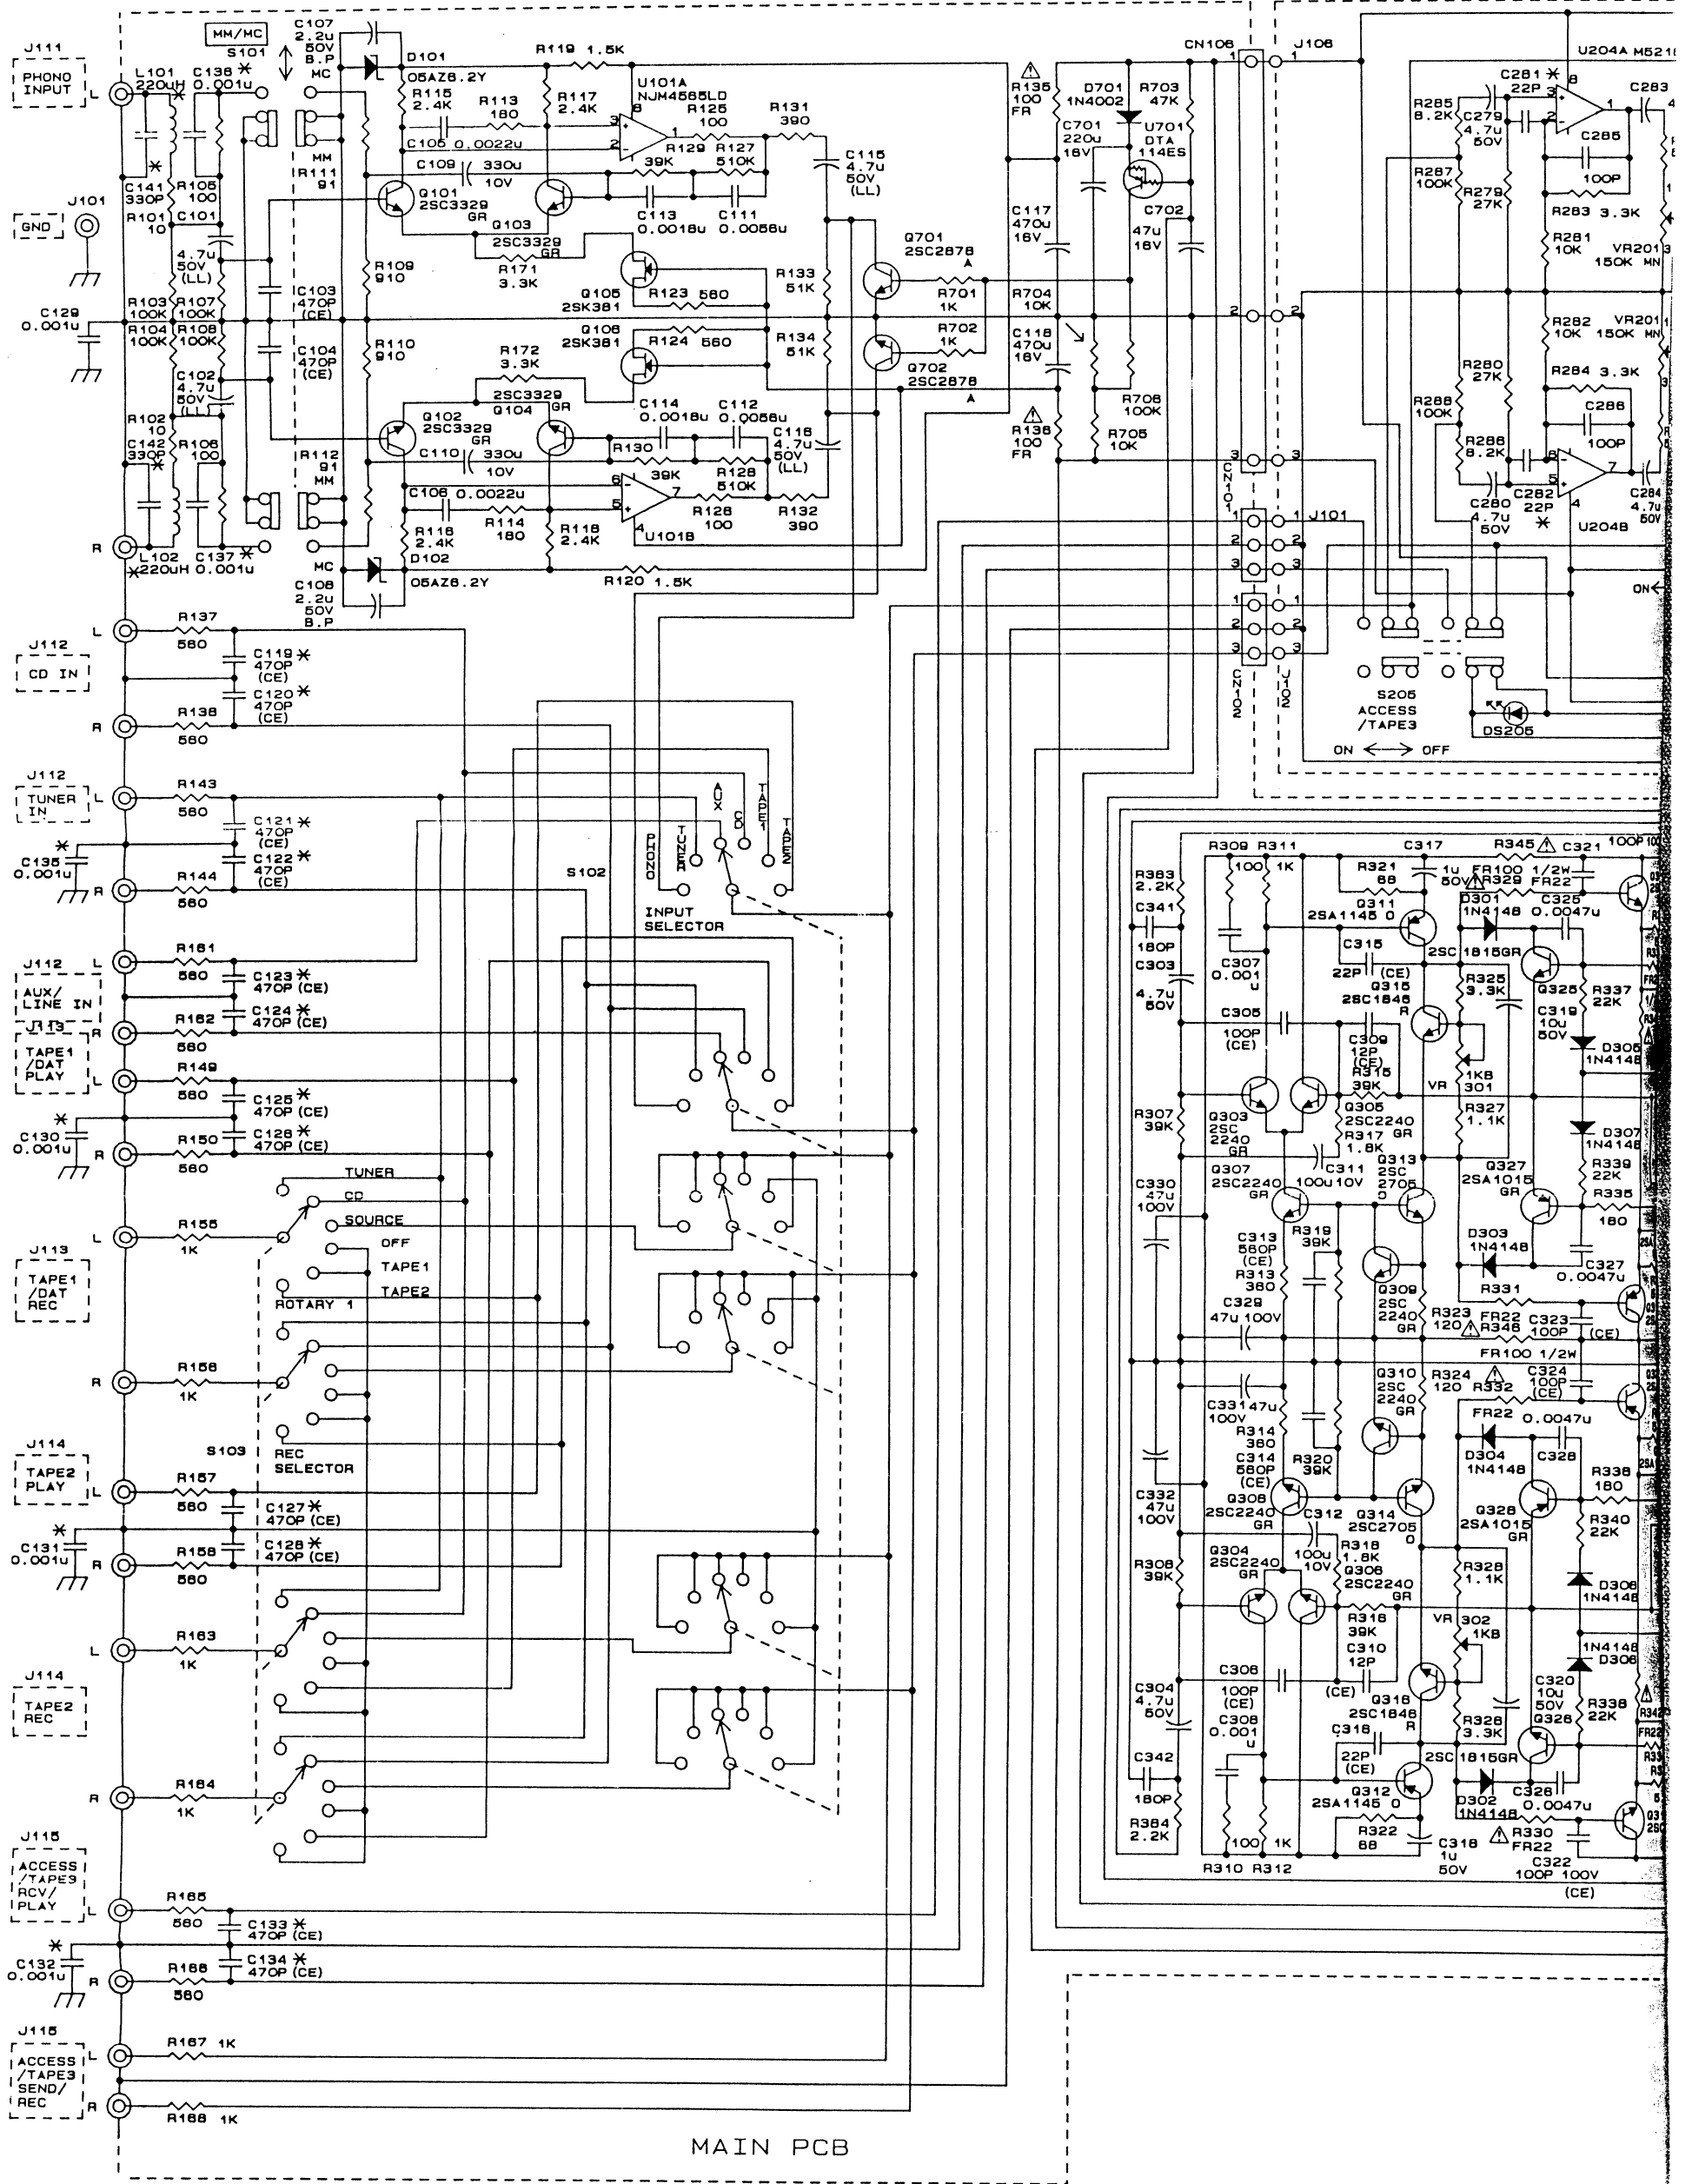 MM/MC
S101
MC
J111
PHONO
INPUT
L
L101
220uH
C136
0.001u
C107
2.2u
50V
B.P
D101
05AZ6.2Y
R115
2.4K
R113
180
R117
2.4K
R119 1.5K
U101A
NJM4565LD
R125
100
R131
390
C105 0.0022u
C109 330u
10V
R129
39K
R127
510K
C115
4.7u
50V
(LL)
MM
R111
91
C141
330P
R105
100
R101
10
C101
4.7u
50V
(LL)
J101
GND
Q101
2SC3329
GR
Q103
2SC3329
GR
C113
0.0018u
C111
0.0056u
R171
3.3K
R109
910
C103
470P
(CE)
Q105
2SK381
R123 560
R133
51K
R103
100K
R107
100K
R104
100K
R108
100K
C129
0.001u
C104
470P
(CE)
R110
910
R172
3.3K
Q106
2SK381
R124 560
R134
51K
C102
4.7u
50V
(LL)
R102
10
C142
330P
R106
100
Q102
2SC3329
GR
2SC3329
Q104
GR
C114
0.0018u
C112
0.0056u
C116
4.7u
50V
(LL)
R112
91
MM
C110 330u
10V
R130
39K
R128
510K
C106 0.0022u
R116
2.4K
R114
180
R118
2.4K
U101B
R126
100
R132
390
R
L102
220uH
C137
0.001u
MC
D102
05AZ6.2Y
C108
2.2u
50V
B.P
R120 1.5K
R135
100
FR
D701
1N4002
R703
47K
C701
220u
16V
U701
DTA
114ES
C117
470u
16V
C702
47u
16V
Q701
2SC2878
A
R701
1K
R704
10K
R702
1K
C118
470u
16V
Q702
2SC2878
A
R706
100K
R136
100
FR
R705
10K
CN106
J106
1
2
3
CN101
J101
1
2
3
CN102
J102
1
2
3
U204A
C281
22P
C283
R285
8.2K
C279
4.7u
50V
C285
100P
R287
100K
R279
27K
R283 3.3K
R281
10K
VR201
150K MN
R282
10K
VR201
150K MN
R280
27K
R284 3.3K
R288
100K
C286
100P
R286
8.2K
C280
4.7u
50V
C282
22P
U204B
C284
4.7u
50V
ON
S205
ACCESS
/TAPE3
DS205
ON OFF
J112
CD IN
L
R137
560
C119
470P
(CE)
C120
470P
(CE)
R
R138
560
J112
TUNER
IN
L
R143
560
C121
470P
(CE)
C122
470P
(CE)
C135
0.001u
R
R144
560
S102
PHONO
TUNER
AUX
CD
TAPE1
TAPE2
INPUT
SELECTOR
J112
AUX/
LINE IN
L
R161
560
C123
470P (CE)
C124
470P (CE)
R
R162
560
J113
TAPE1
/DAT
PLAY
L
R149
560
C125
470P (CE)
C126
470P (CE)
C130
0.001u
R
R150
560
TUNER
CD
SOURCE
OFF
TAPE1
TAPE2
ROTARY 1
L
R155
1K
J113
TAPE1
/DAT
REC
R
R156
1K
S103
REC
SELECTOR
J114
TAPE2
PLAY
L
R157
560
C127
470P (CE)
C128
470P (CE)
C131
0.001u
R
R158
560
L
R163
1K
J114
TAPE2
REC
R
R164
1K
J115
ACCESS
/TAPE3
RCV/
PLAY
L
R165
560
C133
470P (CE)
C134
470P (CE)
C132
0.001u
R
R166
560
J115
ACCESS
/TAPE3
SEND/
REC
L
R167 1K
R
R168 1K
R309
100
R311
1K
R321
68
C317
1u
50V
R345
FR100 1/2W
C321
100P
R383
2.2K
C341
180P
Q311
2SA1145 O
R329
FR22
D301
1N4148
C325
0.0047u
C303
4.7u
50V
C307
0.001
u
C315
22P (CE)
2SC1815GR
Q325
Q315
2SC1846
R
R325
3.3K
R337
22K
C305
100P
(CE)
C309
12P
(CE)
C319
10u
50V
D305
1N4148
R315
39K
VR
301
1KB
R307
39K
Q303
2SC
2240
GR
Q305
2SC2240
GR
R317
1.8K
R327
1.1K
D307
1N4148
Q307
2SC2240
GR
C311
100u10V
Q313
2SC
2705
O
Q327
2SA1015
GR
R339
22K
R335
180
C330
47u
100V
R319
39K
C313
560P
(CE)
R313
360
D303
1N4148
C327
0.0047u
Q309
2SC
2240
GR
R331
FR22
C329
47u 100V
R323
120
R346
FR100 1/2W
C323
100P
(CE)
Q310
2SC
2240
GR
R324
120
R332
FR22
C324
100P
(CE)
C331 47u
100V
R314
360
C314
560P
(CE)
R320
39K
D304
1N4148
0.0047u
C328
R336
180
C332
47u
100V
Q308
2SC2240
GR
C312
100u
10V
Q314
2SC2705
O
Q328
2SA1015
GR
R340
22K
R308
39K
Q304
2SC2240
GR
R318
1.8K
Q306
2SC2240
GR
R328
1.1K
D308
1N4148
R316
39K
VR 302
1KB
C310
12P
(CE)
1N4148
D306
C306
100P
(CE)
C304
4.7u
50V
C308
0.001
u
Q316
2SC1846
R
R326
3.3K
C320
10u
50V
R338
22K
Q326
C316
22P
(CE)
2SC1815GR
C342
180P
Q312
2SA1145 O
D302
1N4148
C326
0.0047u
R384
2.2K
100
R310
1K
R312
R322
68
C318
1u
50V
R330
FR22
C322
100P 100V
(CE)
MAIN PCB